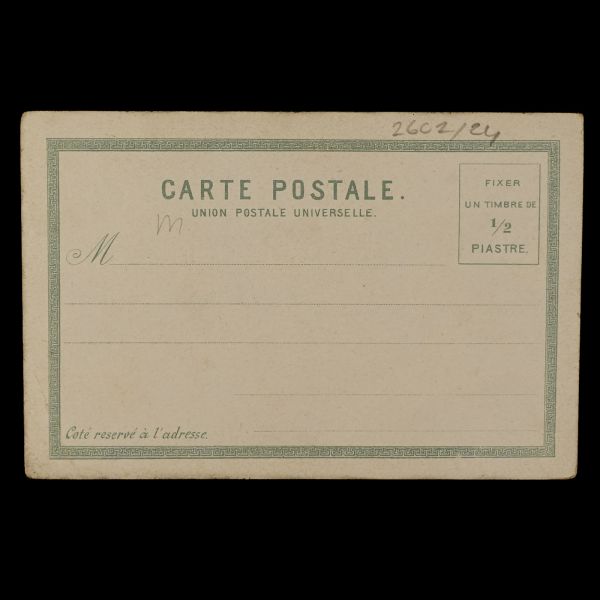 2602/24
CARTE POSTALE.
UNION POSTALE UNIVERSELLE.
FIXER
UN TIMBRE DE
1/2
PIASTRE.
m
M
Coté reservé à l'adresse.